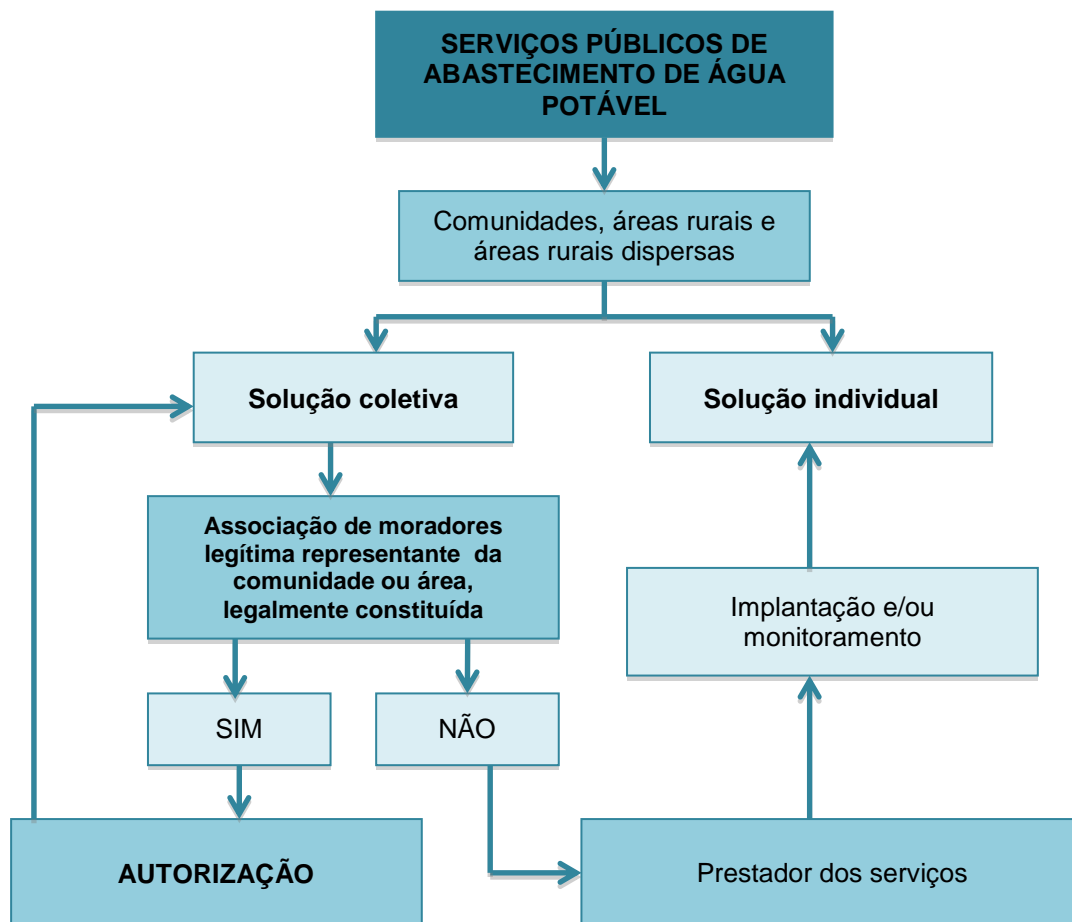 SERVIÇOS PÚBLICOS DE
ABASTECIMENTO DE ÁGUA
POTÁVEL
Comunidades, áreas rurais e
áreas rurais dispersas
Solução coletiva
Solução individual
Associação de moradores
legítima representante da
comunidade ou área,
legalmente constituída
Implantação e/ou
monitoramento
SIM
NÃO
AUTORIZAÇÃO
Prestador dos serviços